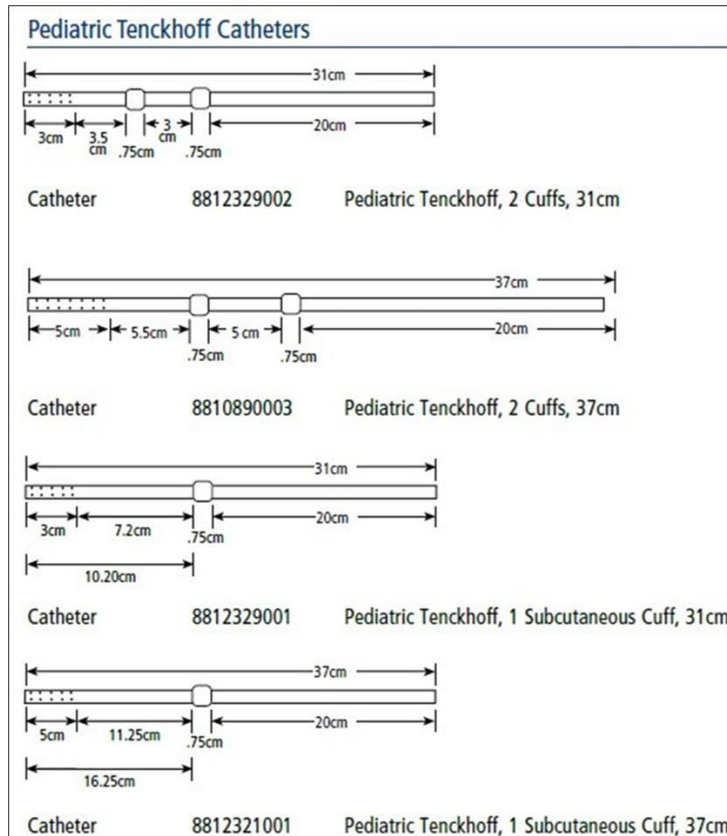 Pediatric Tenckhoff Catheters
31cm
3cm 3.5 cm .75cm 3 cm .75cm 20cm
Catheter 8812329002 Pediatric Tenckhoff, 2 Cuffs, 31cm
37cm
5cm 5.5cm 5 cm 20cm
.75cm .75cm
Catheter 8810890003 Pediatric Tenckhoff, 2 Cuffs, 37cm
31cm
3cm 7.2cm .75cm 20cm
10.20cm
Catheter 8812329001 Pediatric Tenckhoff, 1 Subcutaneous Cuff, 31cm
37cm
5cm 11.25cm .75cm 20cm
16.25cm
Catheter 8812321001 Pediatric Tenckhoff, 1 Subcutaneous Cuff, 37cm